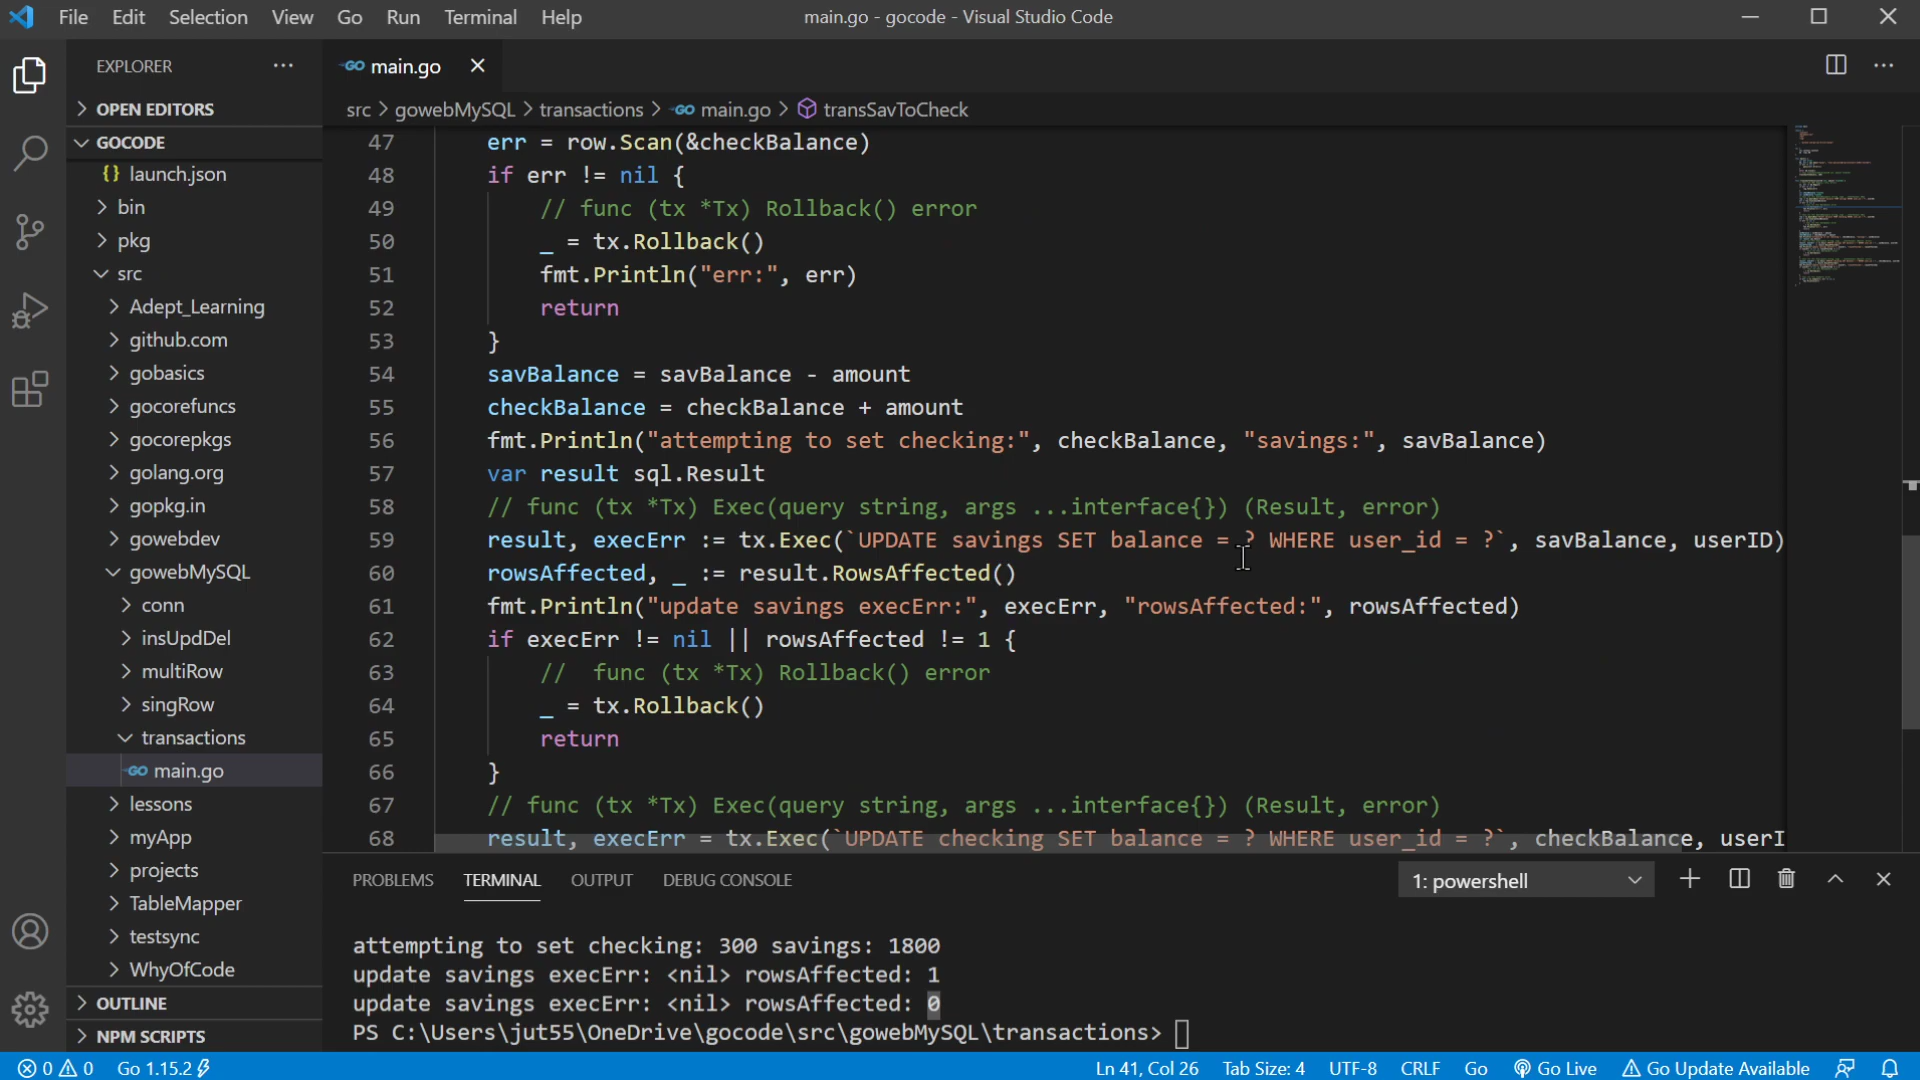 File Edit Selection View Go Run Terminal Help
main.go - gocode - Visual Studio Code
EXPLORER
main.go
OPEN EDITORS
GOCODE
launch.json
bin
pkg
src
Adept_Learning
github.com
gobasics
gocorefuncs
gocorepkgs
golang.org
gopkg.in
gowebdev
gowebMySQL
conn
insUpdDel
multiRow
singRow
transactions
main.go
lessons
myApp
projects
TableMapper
testsync
WhyOfCode
OUTLINE
NPM SCRIPTS
src > gowebMySQL > transactions > main.go > transSavToCheck
47 err = row.Scan(&checkBalance)
48 if err != nil {
49 // func (tx *Tx) Rollback() error
50 _ = tx.Rollback()
51 fmt.Println("err:", err)
52 return
53 }
54 savBalance = savBalance - amount
55 checkBalance = checkBalance + amount
56 fmt.Println("attempting to set checking:", checkBalance, "savings:", savBalance)
57 var result sql.Result
58 // func (tx *Tx) Exec(query string, args ...interface{}) (Result, error)
59 result, execErr := tx.Exec(`UPDATE savings SET balance = ? WHERE user_id = ?`, savBalance, userID)
60 rowsAffected, _ := result.RowsAffected()
61 fmt.Println("update savings execErr:", execErr, "rowsAffected:", rowsAffected)
62 if execErr != nil || rowsAffected != 1 {
63 //  func (tx *Tx) Rollback() error
64 _ = tx.Rollback()
65 return
66 }
67 // func (tx *Tx) Exec(query string, args ...interface{}) (Result, error)
68 result, execErr = tx.Exec(`UPDATE checking SET balance = ? WHERE user_id = ?`, checkBalance, userI
PROBLEMS TERMINAL OUTPUT DEBUG CONSOLE
1: powershell
attempting to set checking: 300 savings: 1800
update savings execErr: <nil> rowsAffected: 1
update savings execErr: <nil> rowsAffected: 0
PS C:\Users\jut55\OneDrive\gocode\src\gowebMySQL\transactions>
0 0 Go 1.15.2 Ln 41, Col 26 Tab Size: 4 UTF-8 CRLF Go Go Live Go Update Available